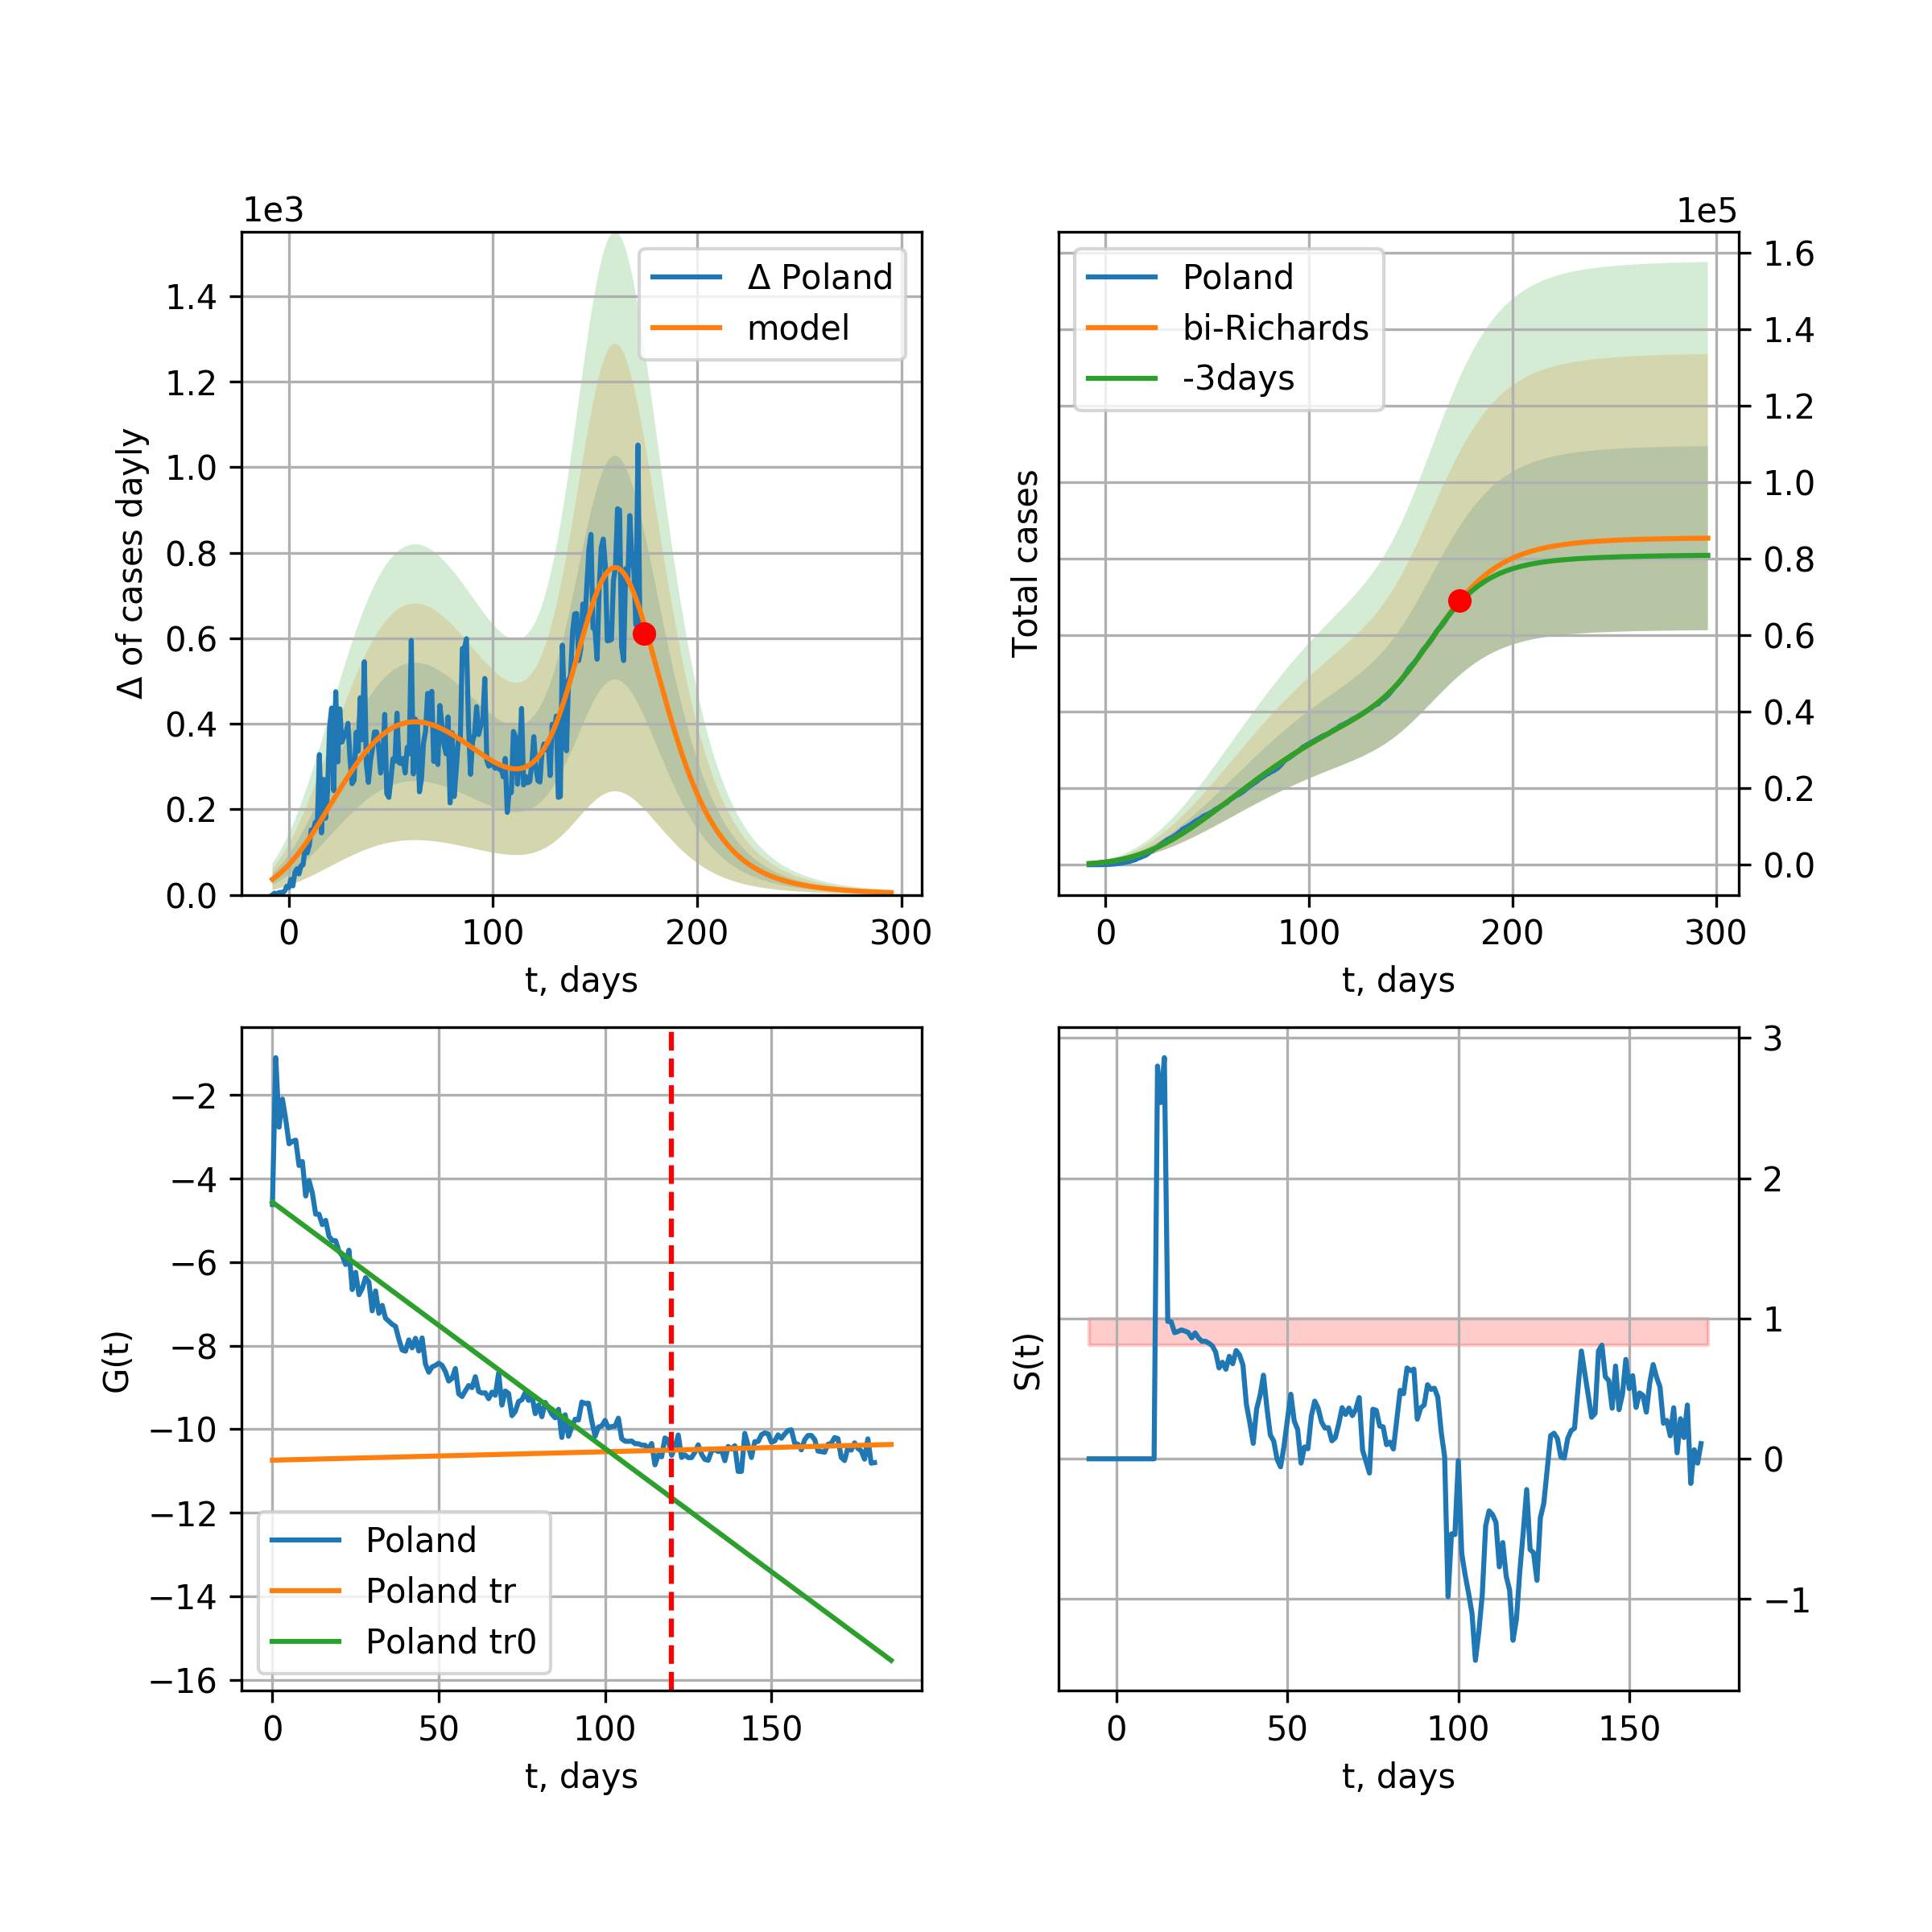 1e3
Δ of cases dayly
1.4
1.2
1.0
0.8
0.6
0.4
0.2
0.0
0 100 200 300
t, days
Δ Poland
model
1e5
Total cases
1.6
1.4
1.2
1.0
0.8
0.6
0.4
0.2
0.0
0 100 200 300
t, days
Poland
bi-Richards
-3days
G(t)
−2
−4
−6
−8
−10
−12
−14
−16
0 50 100 150
t, days
Poland
Poland tr
Poland tr0
S(t)
3
2
1
0
−1
0 50 100 150
t, days